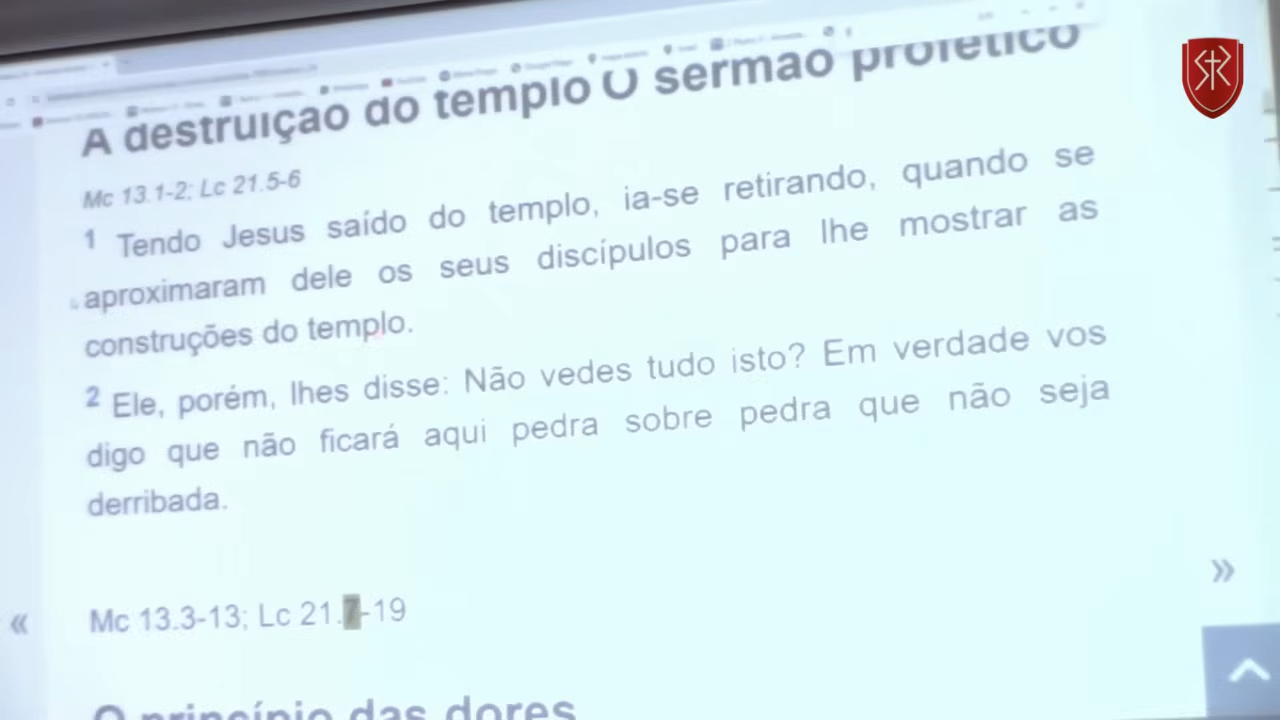 A destruição do templo O sermão profético
Mc 13.1-2; Lc 21.5-6
1 Tendo Jesus saído do templo, ia-se retirando, quando se
aproximaram dele os seus discípulos para lhe mostrar as
construções do templo.
2 Ele, porém, lhes disse: Não vedes tudo isto? Em verdade vos
digo que não ficará aqui pedra sobre pedra que não seja
derribada.
Mc 13.3-13; Lc 21.7-19
O princípio das dores